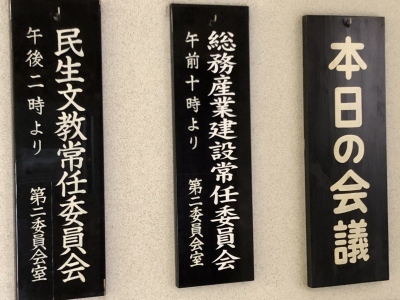 本日の会議
総務産業建設常任委員会
午前十時より
第二委員会室
民生文教常任委員会
午後二時より
第二委員会室